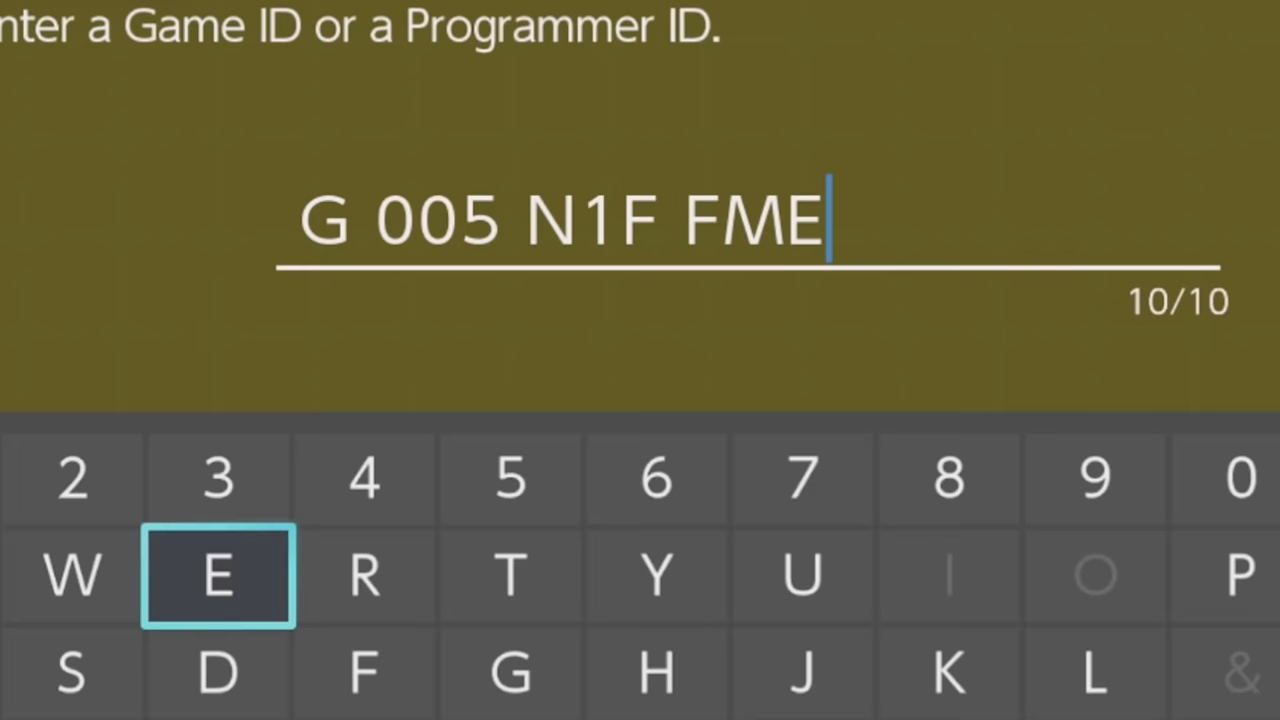 nter a Game ID or a Programmer ID.
G 005 N1F FME
10/10
2 3 4 5 6 7 8 9 0
W E R T Y U I O P
S D F G H J K L &